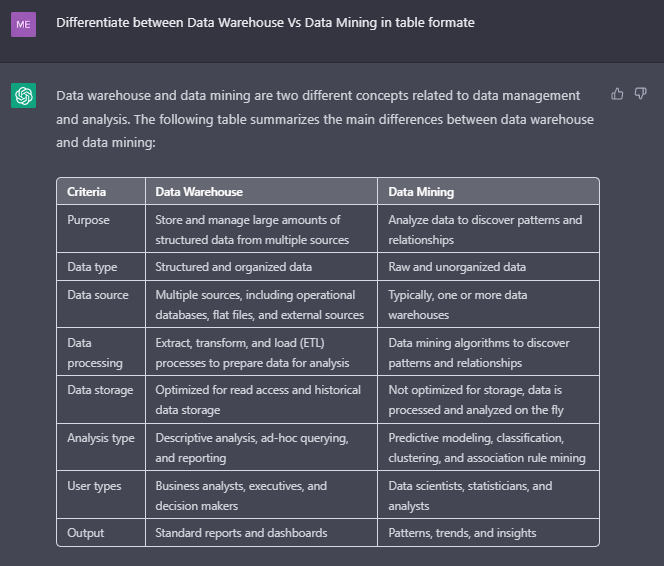 ME
Differentiate between Data Warehouse Vs Data Mining in table formate
Data warehouse and data mining are two different concepts related to data management
and analysis. The following table summarizes the main differences between data warehouse
and data mining:
Criteria Data Warehouse Data Mining
Purpose Store and manage large amounts of Analyze data to discover patterns and
structured data from multiple sources relationships
Data type Structured and organized data Raw and unorganized data
Data source Multiple sources, including operational Typically, one or more data
databases, flat files, and external sources warehouses
Data Extract, transform, and load (ETL) Data mining algorithms to discover
processing processes to prepare data for analysis patterns and relationships
Data storage Optimized for read access and historical Not optimized for storage, data is
data storage processed and analyzed on the fly
Analysis type Descriptive analysis, ad-hoc querying, Predictive modeling, classification,
and reporting clustering, and association rule mining
User types Business analysts, executives, and Data scientists, statisticians, and
decision makers analysts
Output Standard reports and dashboards Patterns, trends, and insights